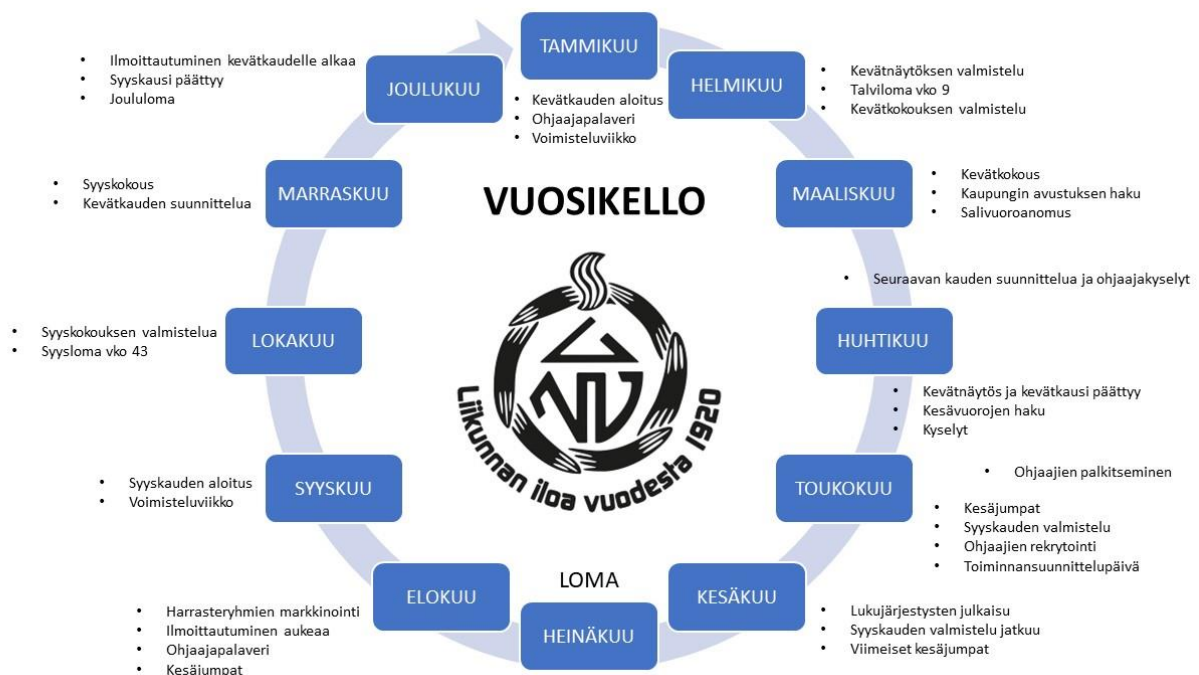 TAMMIKUU
• Kevätkauden aloitus
• Ohjaajapalaveri
• Voimisteluviikko
HELMIKUU
• Kevätnäytöksen valmistelu
• Talviloma vko 9
• Kevätkokouksen valmistelu
MAALISKUU
• Kevätkokous
• Kaupungin avustuksen haku
• Salivuoroanomus
• Seuraavan kauden suunnittelua ja ohjaajakyselyt
HUHTIKUU
• Kevätnäytös ja kevätkausi päättyy
• Kesävuorojen haku
• Kyselyt
TOUKOKUU
• Ohjaajien palkitseminen
• Kesäjumpat
• Syyskauden valmistelu
• Ohjaajien rekrytointi
• Toiminnansuunnittelupäivä
KESÄKUU
• Lukujärjestysten julkaisu
• Syyskauden valmistelu jatkuu
• Viimeiset kesäjumpat
LOMA
HEINÄKUU
ELOKUU
• Harrasteryhmien markkinointi
• Ilmoittautuminen aukeaa
• Ohjaajapalaveri
• Kesäjumpat
SYYSKUU
• Syyskauden aloitus
• Voimisteluviikko
LOKAKUU
• Syyskokouksen valmistelua
• Syysloma vko 43
MARRASKUU
• Syyskokous
• Kevätkauden suunnittelua
JOULUKUU
• Ilmoittautuminen kevätkaudelle alkaa
• Syyskausi päättyy
• Joululoma
VUOSIKELLO
Liikunnan iloa vuodesta 1920